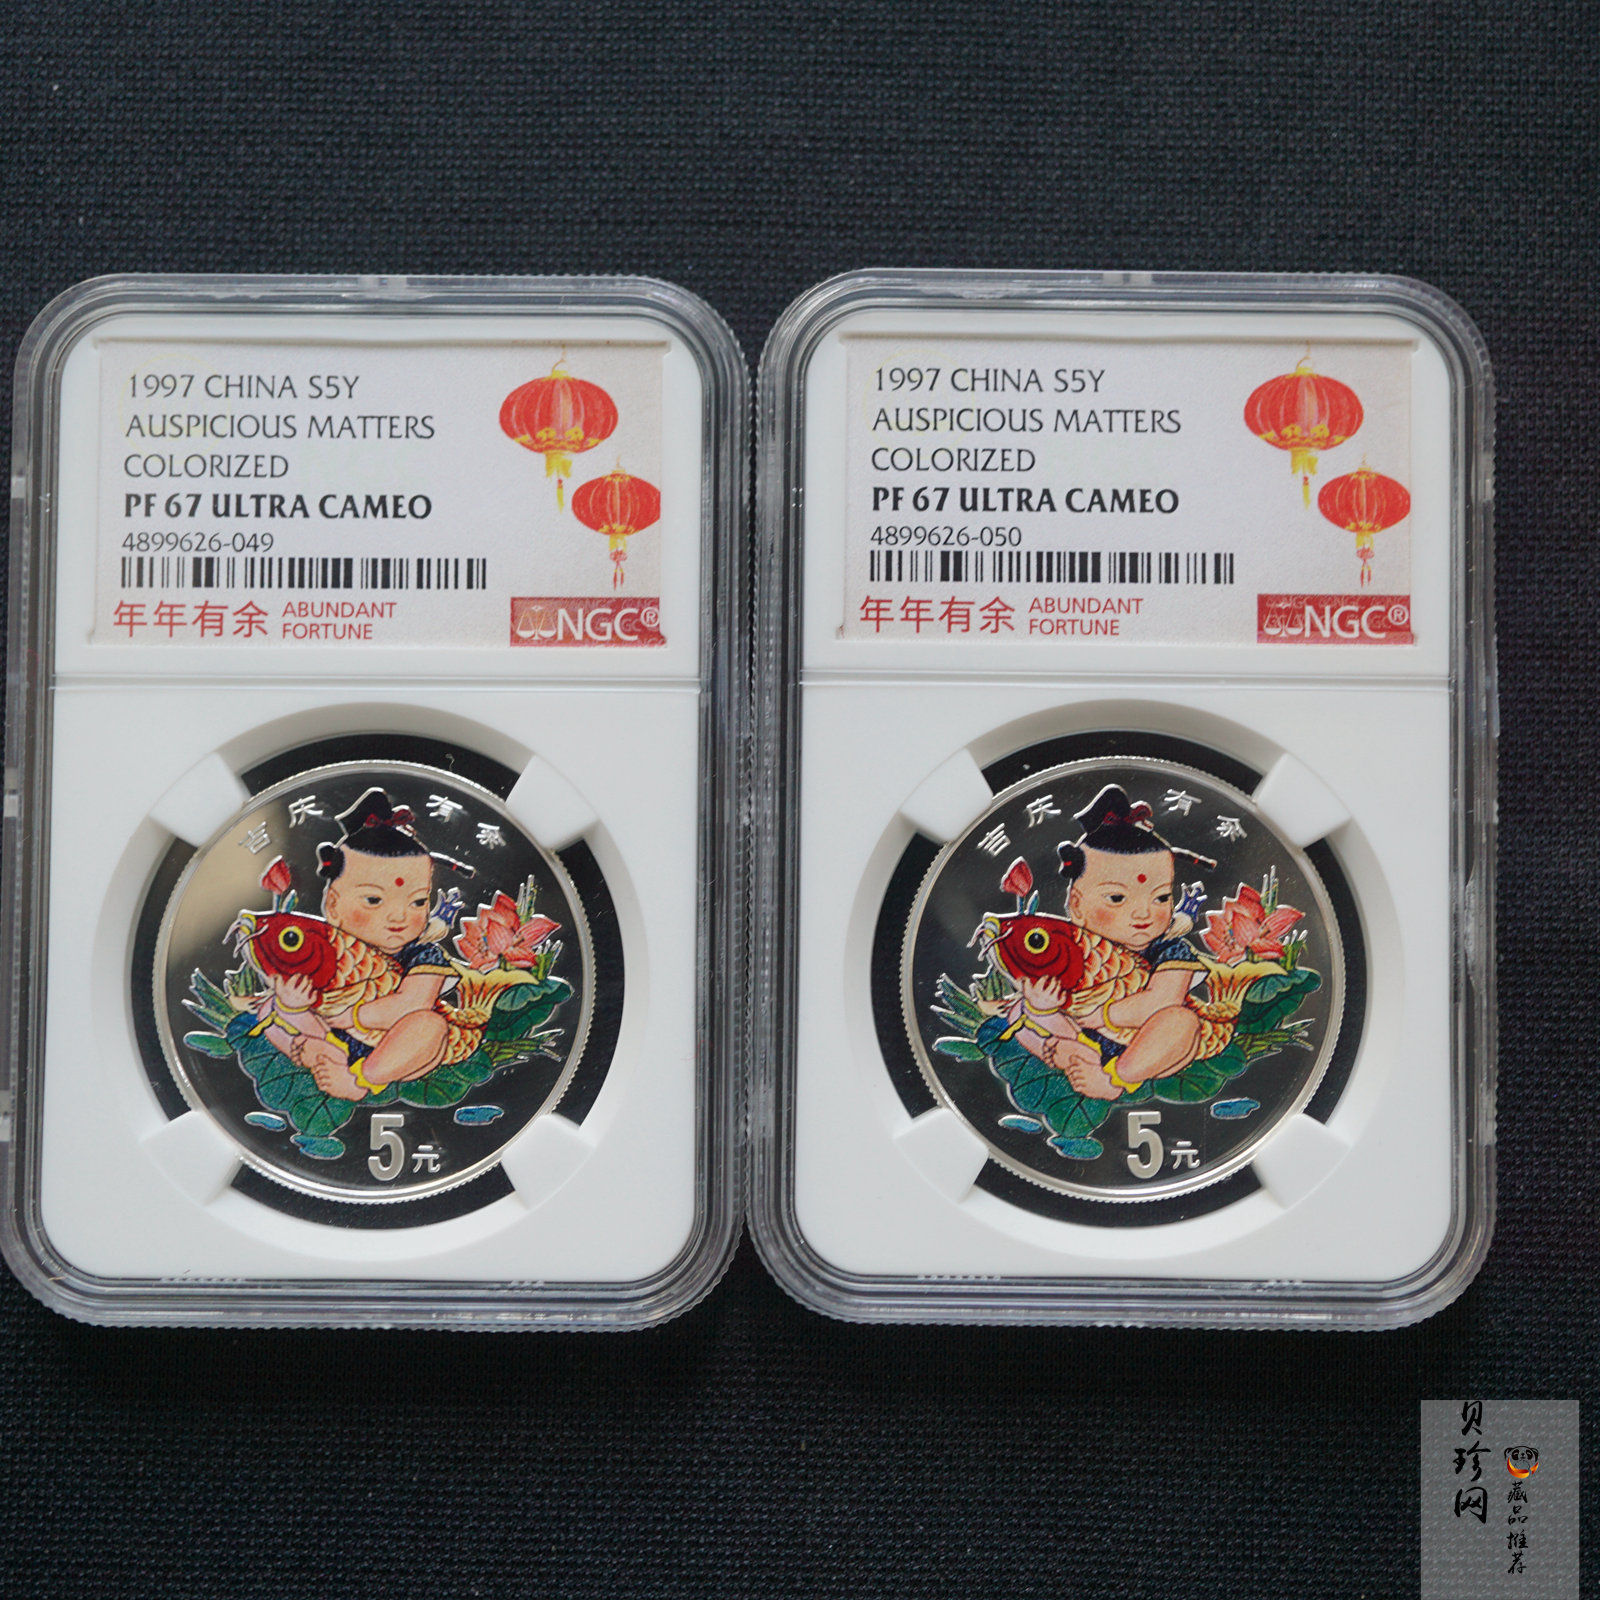 1997 CHINA S5Y
AUSPICIOUS MATTERS
COLORIZED
PF 67 ULTRA CAMEO
4899626-049
年年有余 ABUNDANT
FORTUNE
NGC®
吉庆有余
5元
1997 CHINA S5Y
AUSPICIOUS MATTERS
COLORIZED
PF 67 ULTRA CAMEO
4899626-050
年年有余 ABUNDANT
FORTUNE
NGC®
吉庆有余
5元
贝珍网
藏品推荐